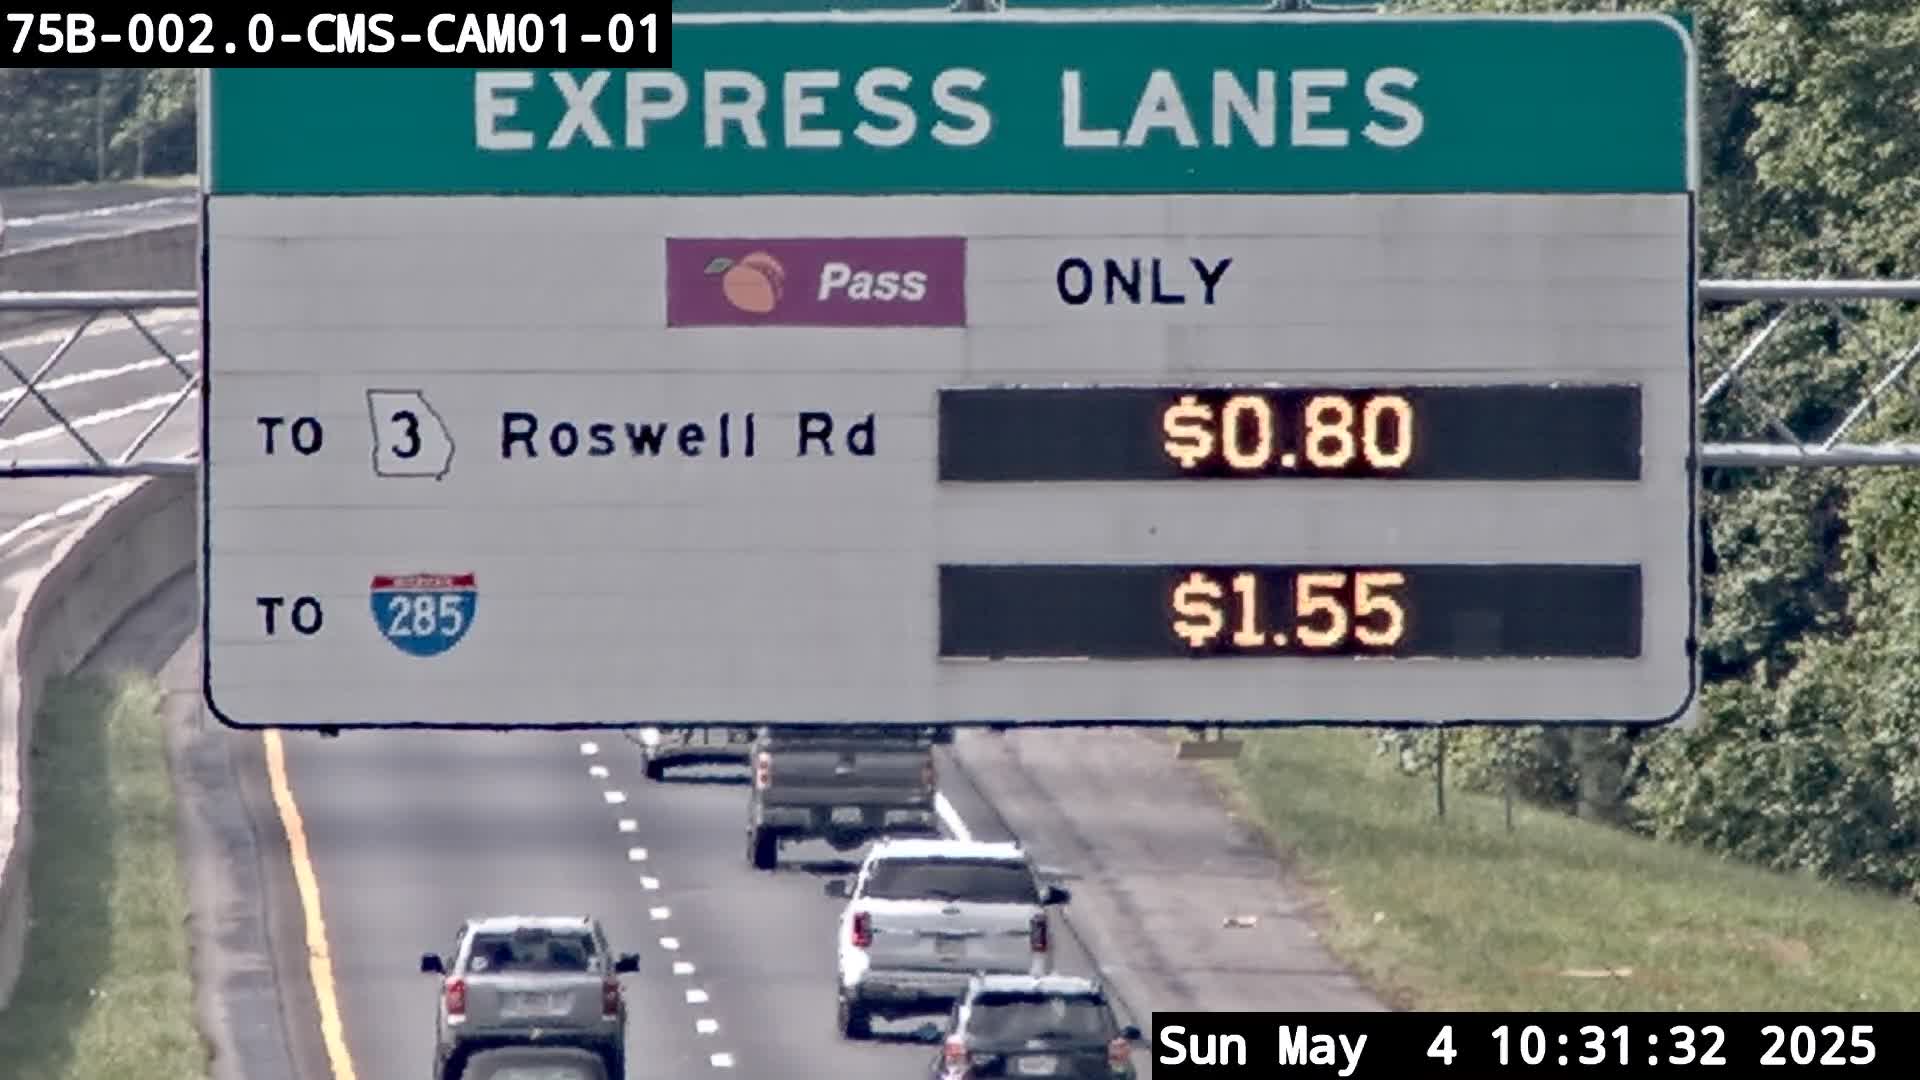 75B-002.0-CMS-CAM01-01
EXPRESS LANES
Pass ONLY
TO 3 Roswell Rd $0.80
TO 285 $1.55
Sun May 4 10:31:32 2025